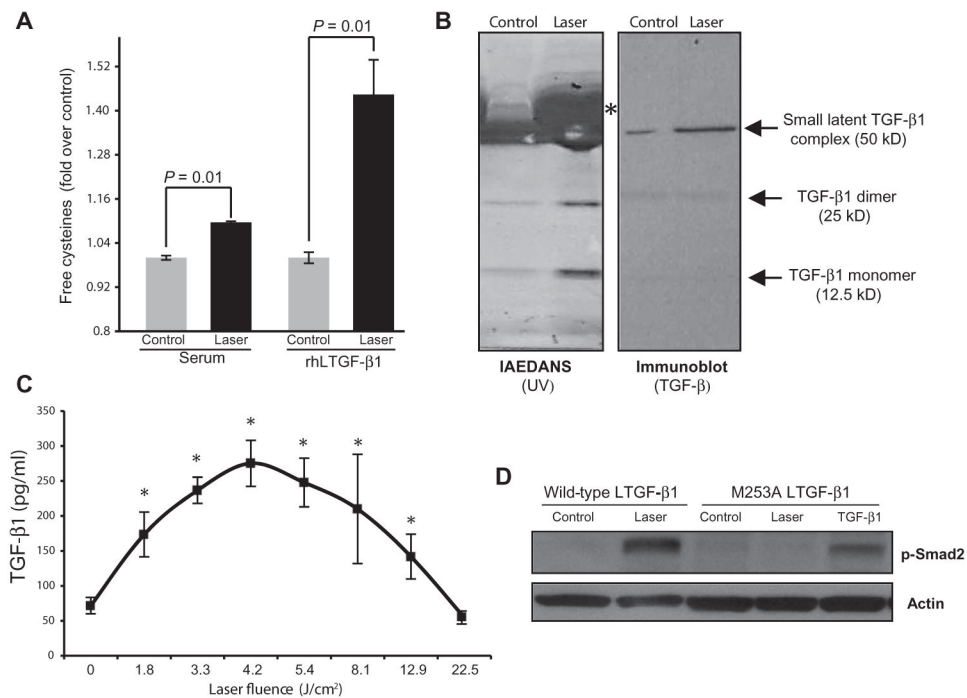 A
P = 0.01
P = 0.01
1.52
1.40
1.28
1.16
1.04
0.92
0.8
Free cysteines (fold over control)
Control Laser Control Laser
Serum rhLTGF-β1
B
Control Laser Control Laser
*
Small latent TGF-β1
complex (50 kD)
TGF-β1 dimer
(25 kD)
TGF-β1 monomer
(12.5 kD)
IAEDANS
(UV)
Immunoblot
(TGF-β)
C
350
300
250
200
150
100
50
0
TGF-β1 (pg/ml)
* * * * * *
0 1.8 3.3 4.2 5.4 8.1 12.9 22.5
Laser fluence (J/cm²)
D
Wild-type LTGF-β1 M253A LTGF-β1
Control Laser Control Laser TGF-β1
p-Smad2
Actin